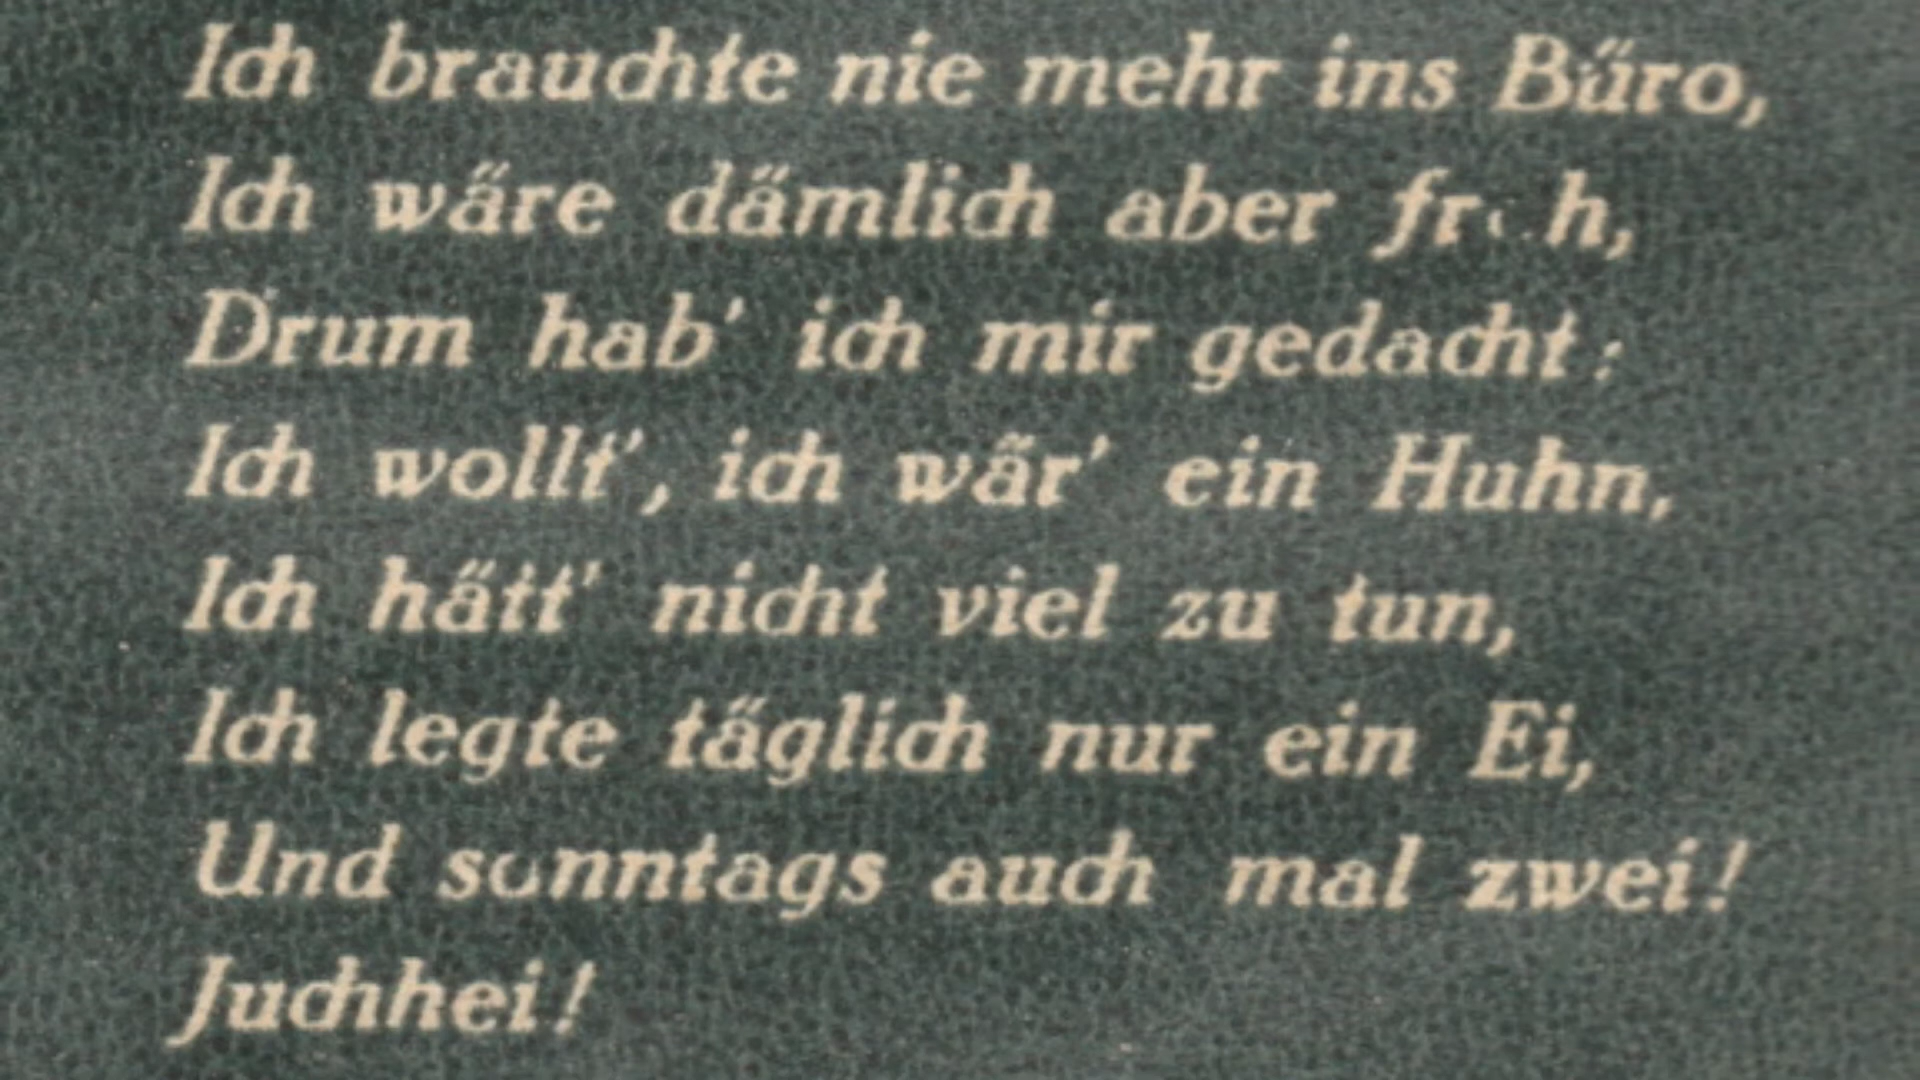 Ich brauchte nie mehr ins Büro,
Ich wäre dämlich aber froh,
Drum hab' ich mir gedacht:
Ich wollt', ich wär' ein Huhn,
Ich hätt' nicht viel zu tun,
Ich legte täglich nur ein Ei,
Und sonntags auch mal zwei!
Juchhei!